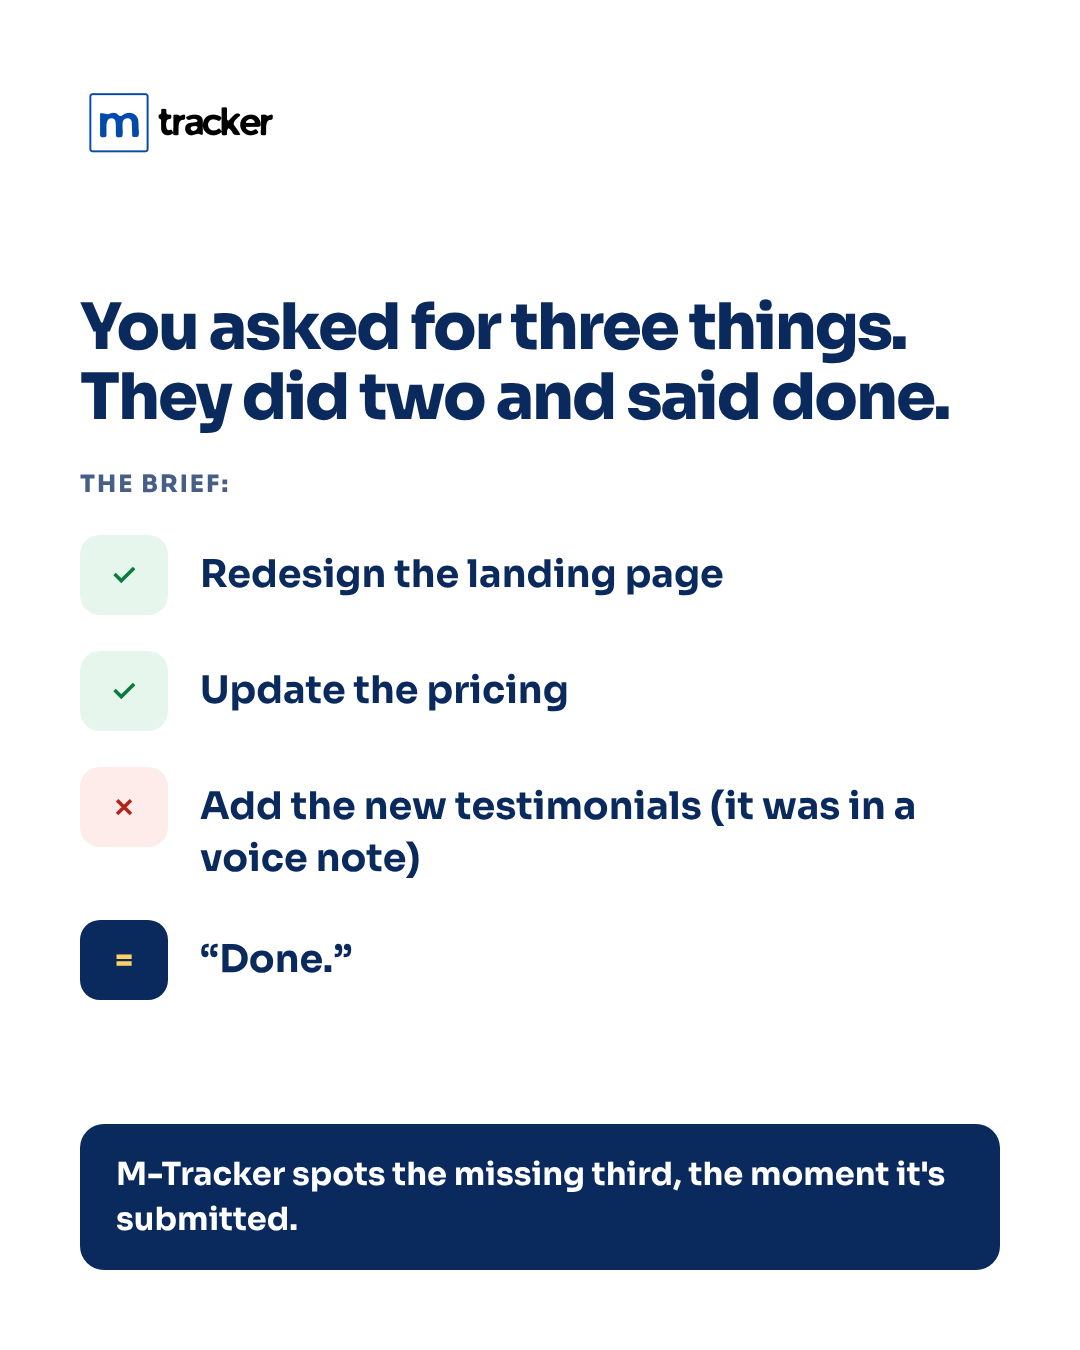 m tracker
You asked for three things.
They did two and said done.
THE BRIEF:
✓ Redesign the landing page
✓ Update the pricing
× Add the new testimonials (it was in a
voice note)
= “Done.”
M-Tracker spots the missing third, the moment it's
submitted.